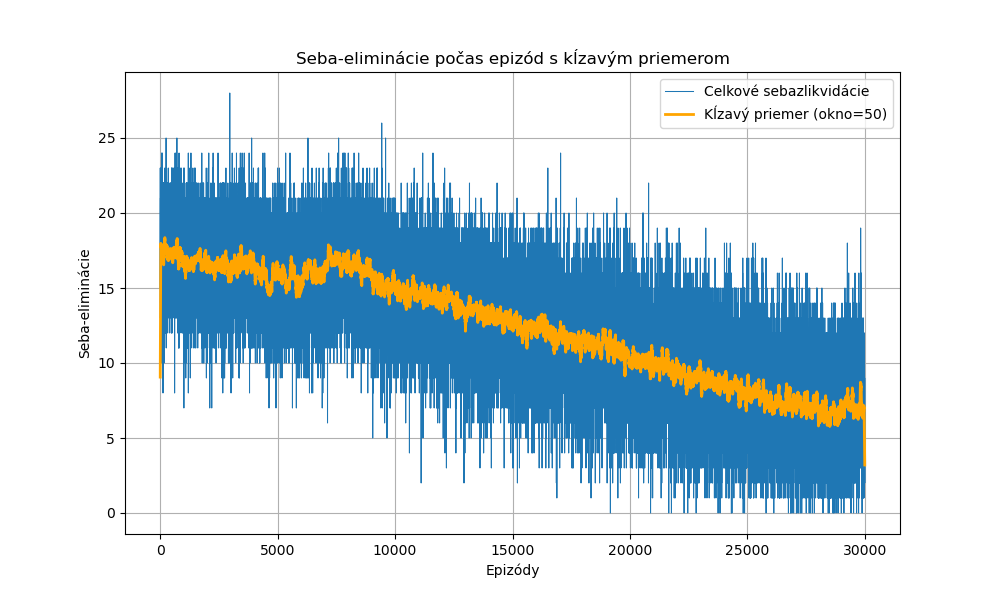 Seba-eliminácie počas epizód s kĺzavým priemerom
Celkové sebazlikvidácie
Kĺzavý priemer (okno=50)
Seba-eliminácie
25
20
15
10
5
0
0 5000 10000 15000 20000 25000 30000
Epizódy